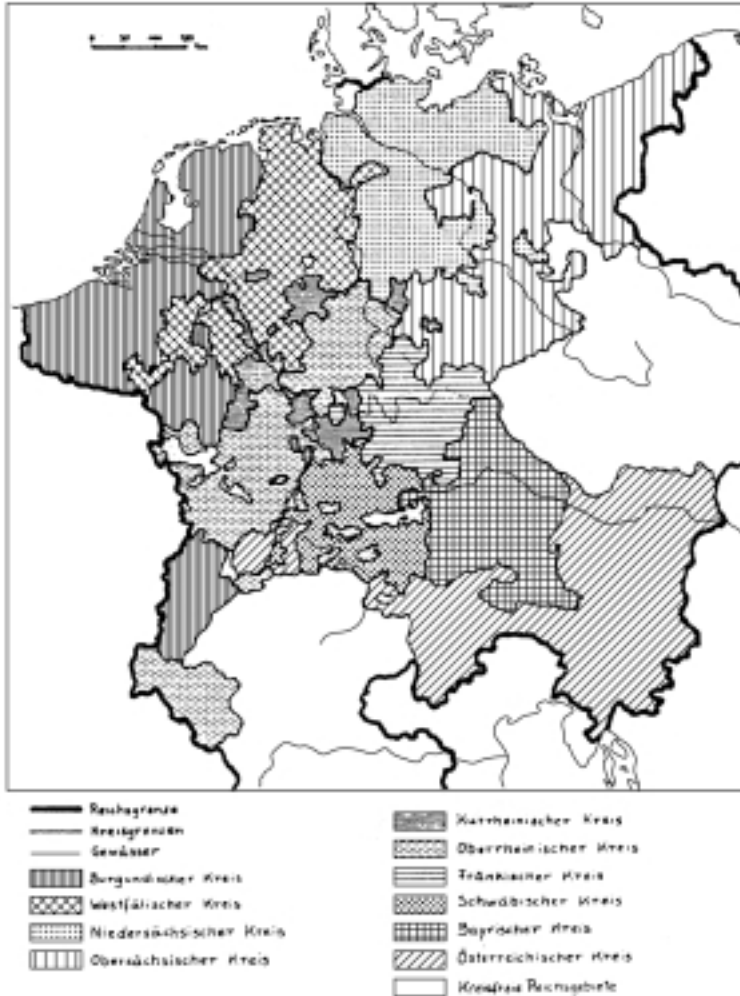 Reichsgrenze
Kreisgrenzen
Gewässer
Burgundischer Kreis
Westfälischer Kreis
Niedersächsischer Kreis
Obersächsischer Kreis
Kurrheinischer Kreis
Oberrheinischer Kreis
Fränkischer Kreis
Schwäbischer Kreis
Bayrischer Kreis
Österreichischer Kreis
Kreisfreie Reichsgebiete